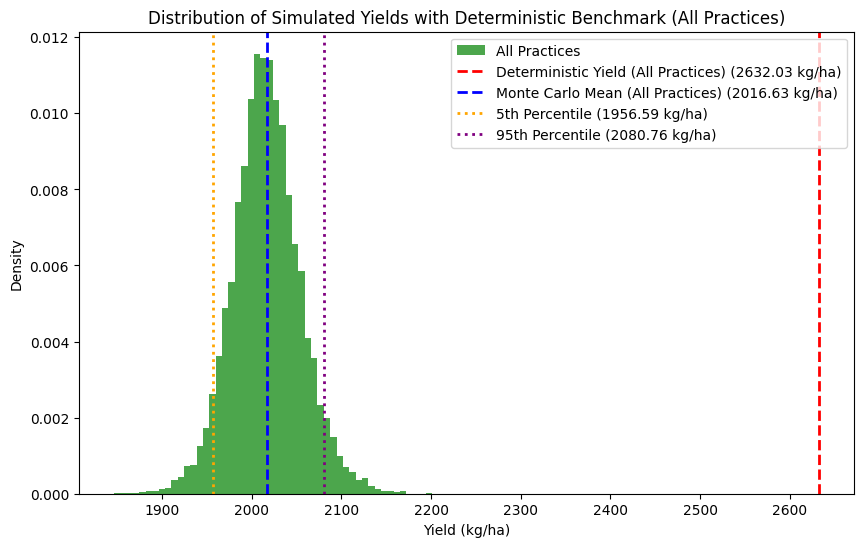 Distribution of Simulated Yields with Deterministic Benchmark (All Practices)
All Practices
Deterministic Yield (All Practices) (2632.03 kg/ha)
Monte Carlo Mean (All Practices) (2016.63 kg/ha)
5th Percentile (1956.59 kg/ha)
95th Percentile (2080.76 kg/ha)
Density
0.012
0.010
0.008
0.006
0.004
0.002
0.000
1900 2000 2100 2200 2300 2400 2500 2600
Yield (kg/ha)